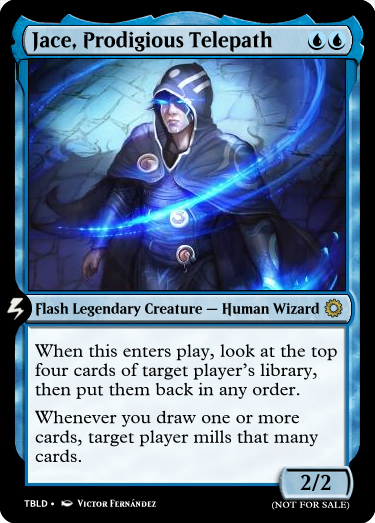 Jace, Prodigious Telepath
Flash Legendary Creature — Human Wizard
When this enters play, look at the top
four cards of target player's library,
then put them back in any order.
Whenever you draw one or more
cards, target player mills that many
cards.
2/2
TBLD • Victor Fernández
(NOT FOR SALE)